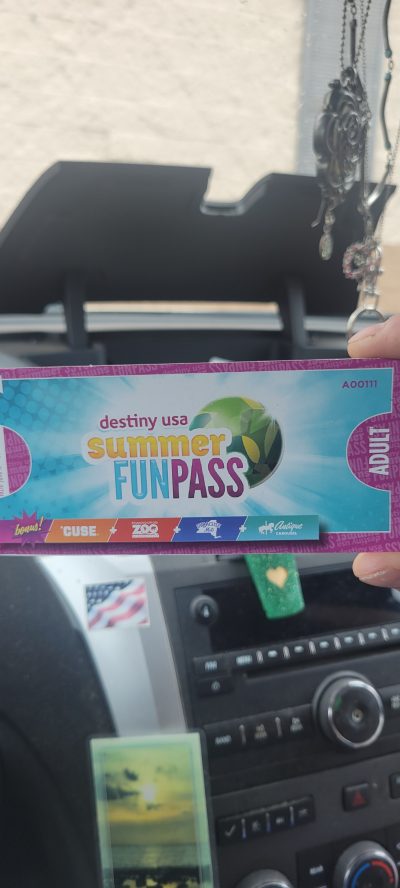 A00111
destiny usa
summer
FUNPASS
ADULT
bonus!
'CUSE + ZOO + + Antique
CAROUSEL